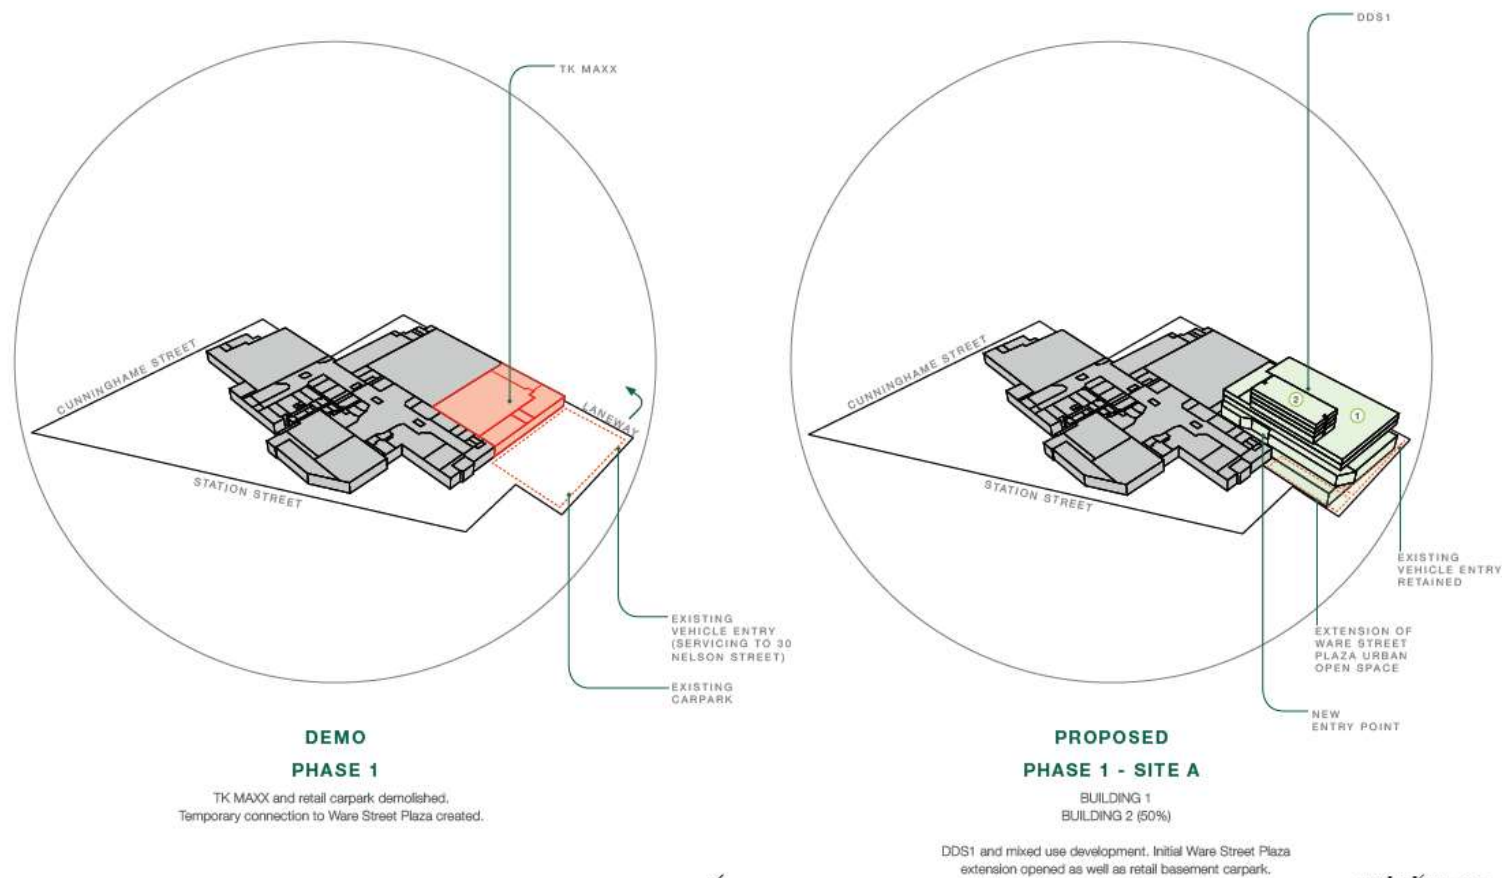 DDS1
TK MAXX
CUNNINGHAME STREET
LANEWAY
STATION STREET
CUNNINGHAME STREET
2
1
STATION STREET
EXISTING
VEHICLE ENTRY
(SERVICING TO 30
NELSON STREET)
EXISTING
CARPARK
EXISTING
VEHICLE ENTRY
RETAINED
EXTENSION OF
WARE STREET
PLAZA URBAN
OPEN SPACE
NEW
ENTRY POINT
DEMO
PHASE 1
TK MAXX and retail carpark demolished.
Temporary connection to Ware Street Plaza created.
PROPOSED
PHASE 1 - SITE A
BUILDING 1
BUILDING 2 (50%)
DDS1 and mixed use development. Initial Ware Street Plaza
extension opened as well as retail basement carpark.